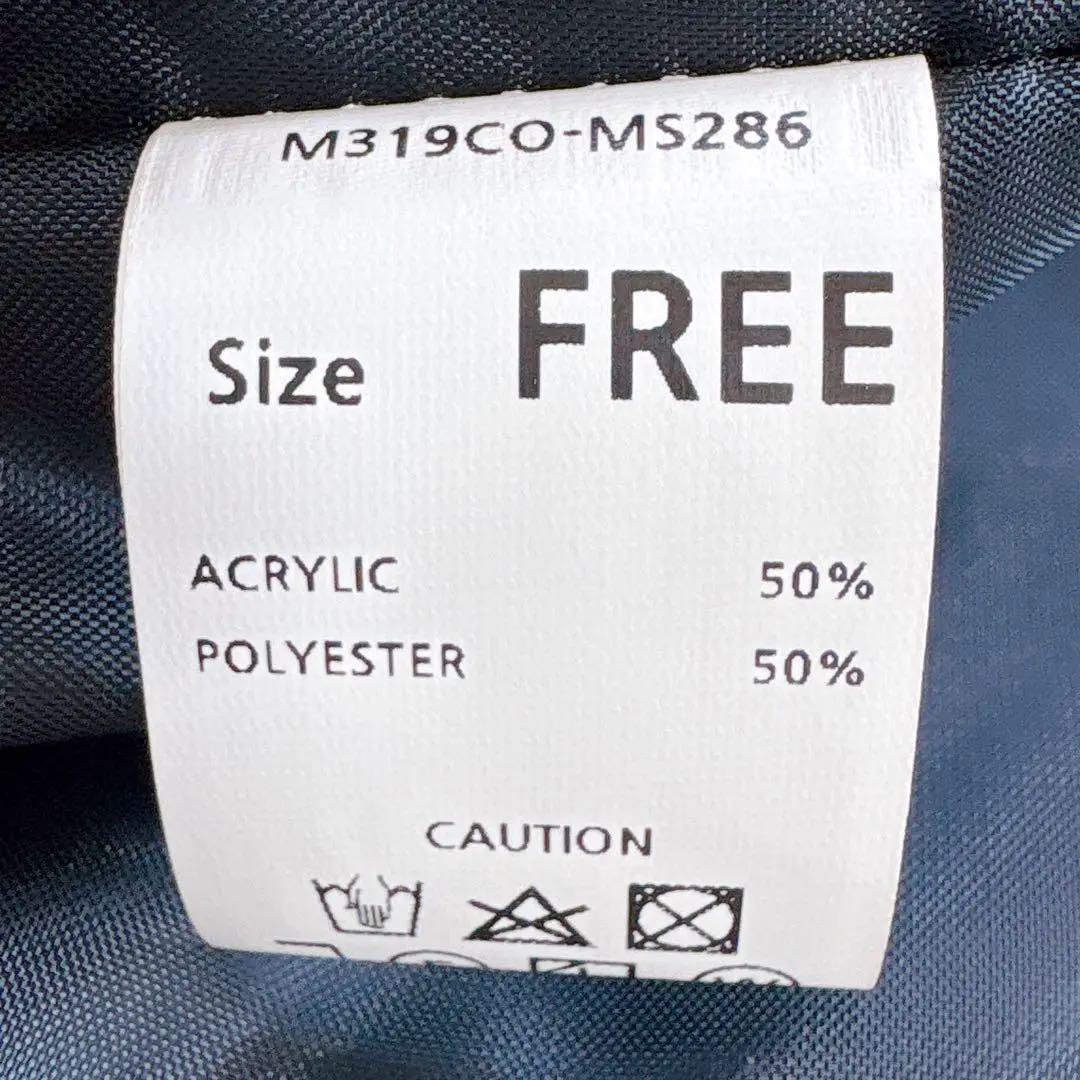 M319CO-MS286
Size FREE
ACRYLIC 50%
POLYESTER 50%
CAUTION